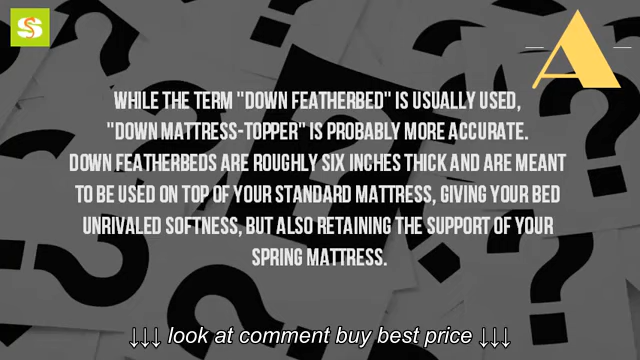 S
A
WHILE THE TERM "DOWN FEATHERBED" IS USUALLY USED,
"DOWN MATTRESS-TOPPER" IS PROBABLY MORE ACCURATE.
DOWN FEATHERBEDS ARE ROUGHLY SIX INCHES THICK AND ARE MEANT
TO BE USED ON TOP OF YOUR STANDARD MATTRESS, GIVING YOUR BED
UNRIVALED SOFTNESS, BUT ALSO RETAINING THE SUPPORT OF YOUR
SPRING MATTRESS.
↓↓↓ look at comment buy best price ↓↓↓